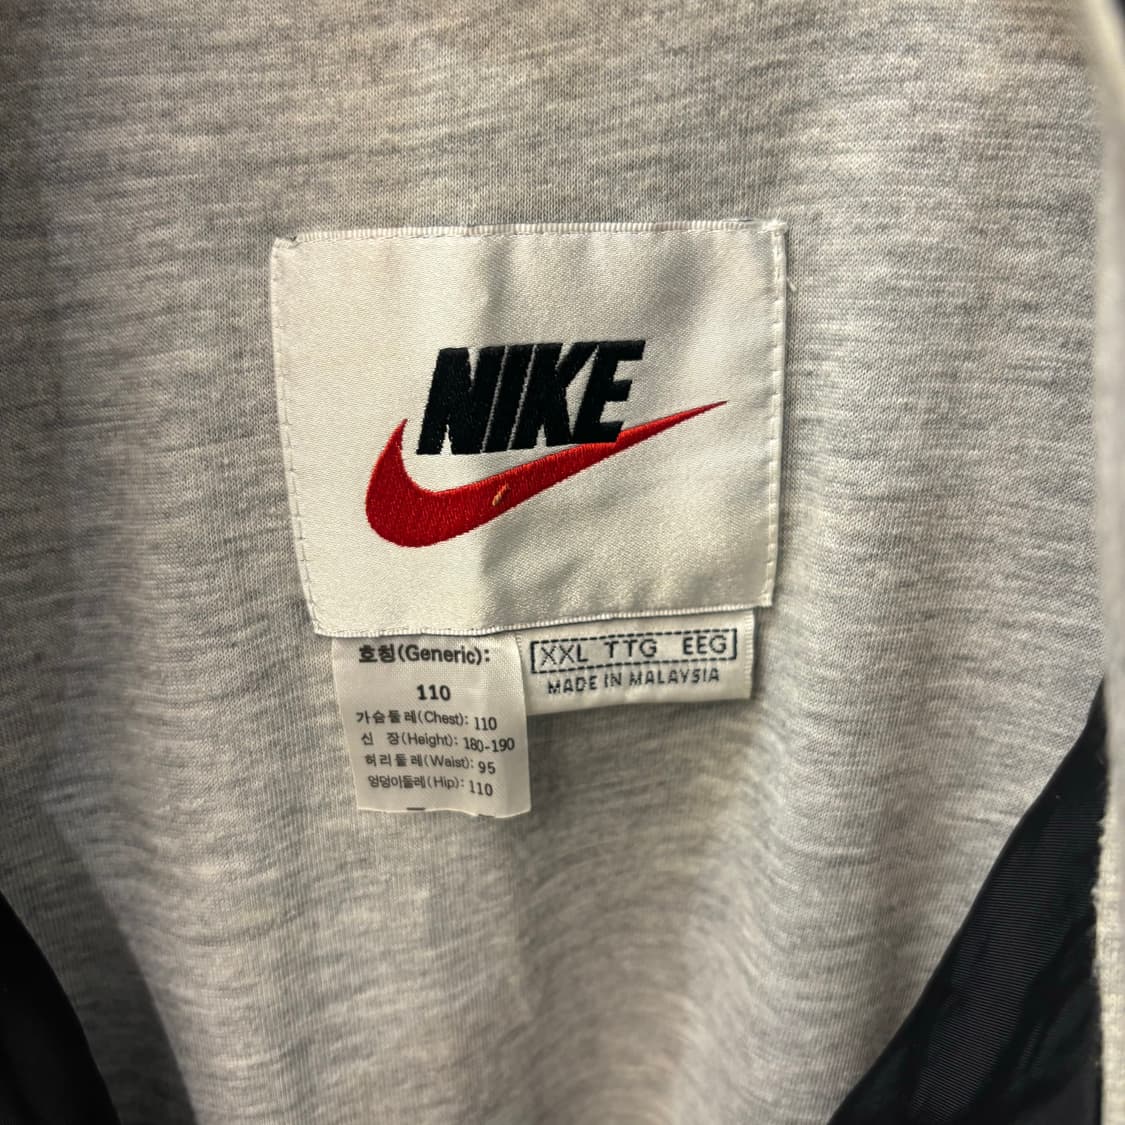 NIKE
호칭(Generic):
110
가슴둘레(Chest): 110
신 장(Height): 180-190
허리둘레(Waist): 95
엉덩이둘레(Hip): 110
XXL TTG EEG
MADE IN MALAYSIA